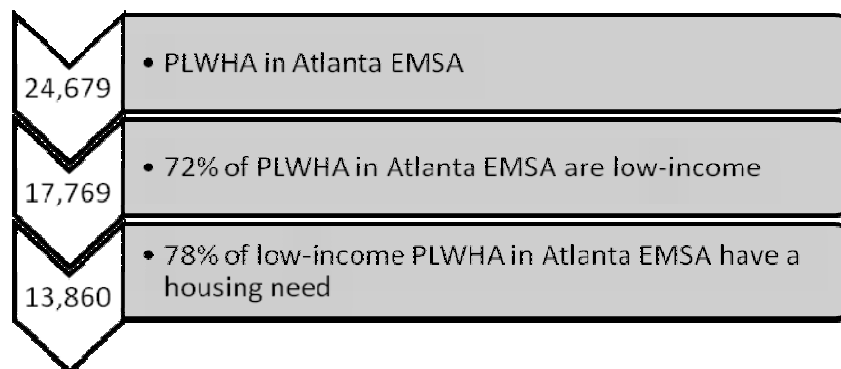 24,679
• PLWHA in Atlanta EMSA
17,769
• 72% of PLWHA in Atlanta EMSA are low-income
13,860
• 78% of low-income PLWHA in Atlanta EMSA have a
housing need